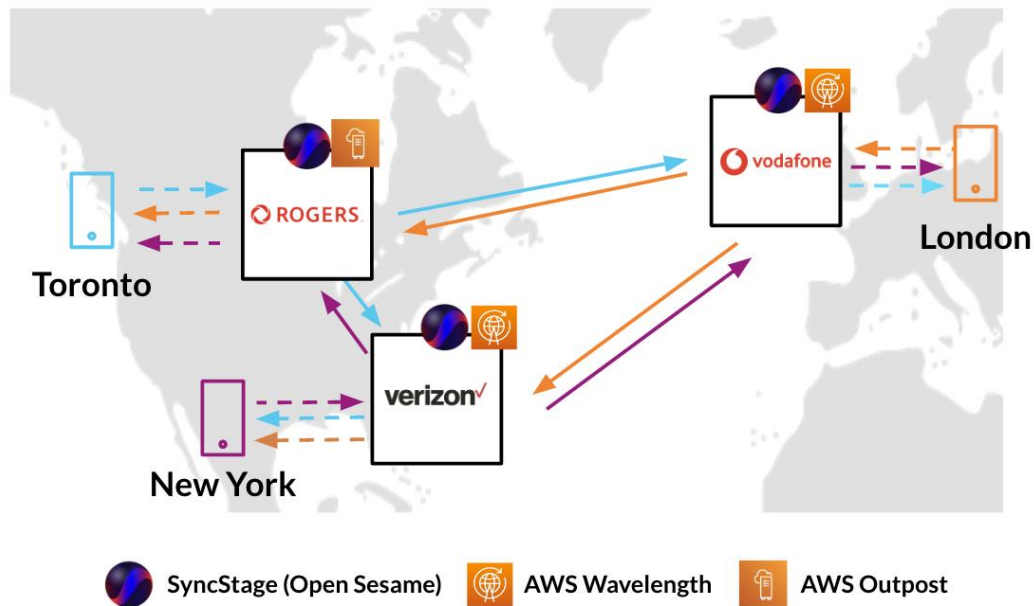 vodafone
ROGERS
London
Toronto
verizon✓
New York
SyncStage (Open Sesame)
AWS Wavelength
AWS Outpost